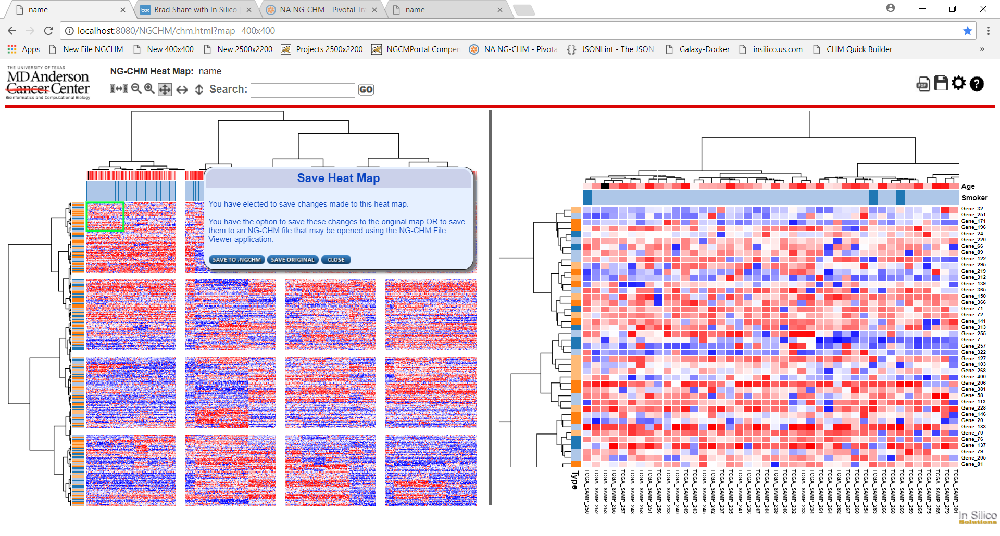 name
Brad Share with In Silico
NA NG-CHM - Pivotal Tra
name
localhost:8080/NGCHM/chm.html?map=400x400
Apps
New File NGCHM
New 400x400
New 2500x2200
Projects 2500x2200
NGCMPortal Compen
NA NG-CHM - Pivota
JSONLint - The JSON
Galaxy-Docker
insilico.us.com
CHM Quick Builder
»
THE UNIVERSITY OF TEXAS
MD Anderson
Cancer Center
Bioinformatics and Computational Biology
NG-CHM Heat Map: name
Search:
GO
PDF
Save Heat Map
You have elected to save changes made to this heat map.
You have the option to save these changes to the original map OR to save
them to an NG-CHM file that may be opened using the NG-CHM File
Viewer application.
SAVE TO .NGCHM
SAVE ORIGINAL
CLOSE
Age
Smoker
Gene_32
Gene_251
Gene_171
Gene_196
Gene_24
Gene_220
Gene_66
Gene_89
Gene_122
Gene_295
Gene_219
Gene_312
Gene_139
Gene_365
Gene_150
Gene_366
Gene_71
Gene_72
Gene_141
Gene_313
Gene_255
Gene_7
Gene_257
Gene_322
Gene_127
Gene_103
Gene_268
Gene_400
Gene_206
Gene_381
Gene_58
Gene_113
Gene_228
Gene_146
Gene_20
Gene_183
Gene_70
Gene_76
Gene_137
Gene_79
Gene_205
Gene_81
Type
TCGA_SAMP_250
TCGA_SAMP_252
TCGA_SAMP_253
TCGA_SAMP_255
TCGA_SAMP_257
TCGA_SAMP_248
TCGA_SAMP_258
TCGA_SAMP_251
TCGA_SAMP_256
TCGA_SAMP_238
TCGA_SAMP_240
TCGA_SAMP_249
TCGA_SAMP_243
TCGA_SAMP_245
TCGA_SAMP_242
TCGA_SAMP_237
TCGA_SAMP_235
TCGA_SAMP_241
TCGA_SAMP_236
TCGA_SAMP_247
TCGA_SAMP_244
TCGA_SAMP_239
TCGA_SAMP_246
TCGA_SAMP_232
TCGA_SAMP_233
TCGA_SAMP_234
TCGA_SAMP_261
TCGA_SAMP_264
TCGA_SAMP_262
TCGA_SAMP_267
TCGA_SAMP_260
TCGA_SAMP_254
TCGA_SAMP_263
TCGA_SAMP_266
TCGA_SAMP_268
TCGA_SAMP_269
TCGA_SAMP_299
TCGA_SAMP_265
TCGA_SAMP_275
TCGA_SAMP_285
TCGA_SAMP_279
TCGA_SAMP_301
In Silico
Solutions